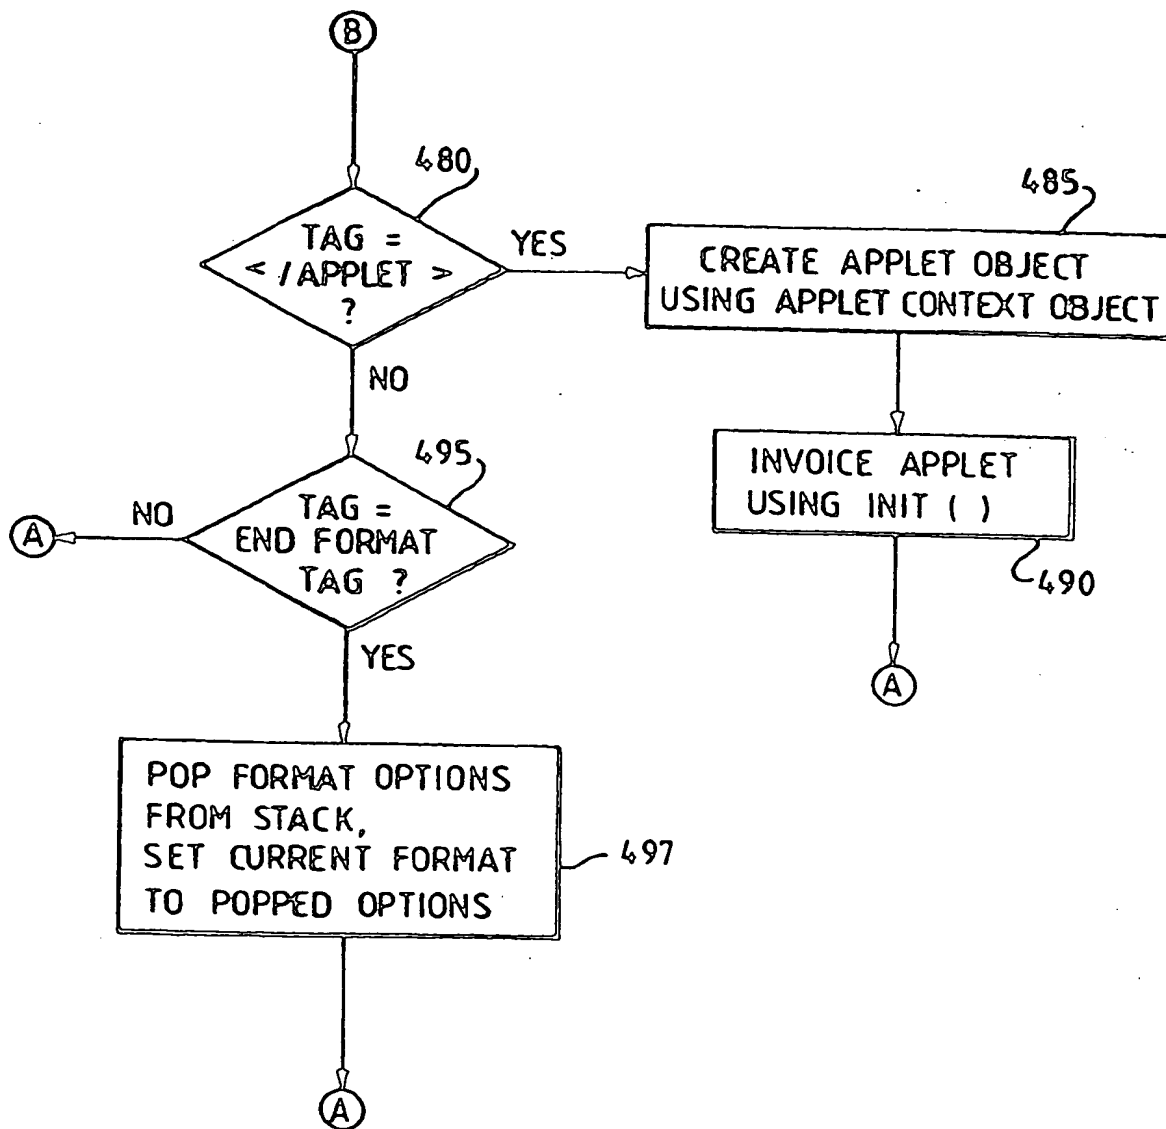 B
480
TAG =
< /APPLET >
?
YES
485
CREATE APPLET OBJECT
USING APPLET CONTEXT OBJECT
NO
495
INVOICE APPLET
USING INIT ( )
490
A
NO
A
TAG =
END FORMAT
TAG ?
YES
POP FORMAT OPTIONS
FROM STACK,
SET CURRENT FORMAT
TO POPPED OPTIONS
497
A